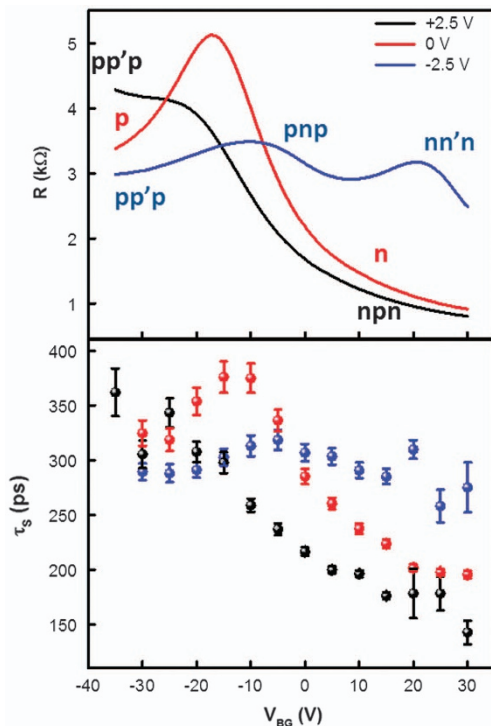 +2.5 V
0 V
-2.5 V
5
4
3
2
1
R (kΩ)
pp'p
p
pp'p
pnp
nn'n
n
npn
400
350
300
250
200
150
τS (ps)
-40 -30 -20 -10 0 10 20 30
VBG (V)